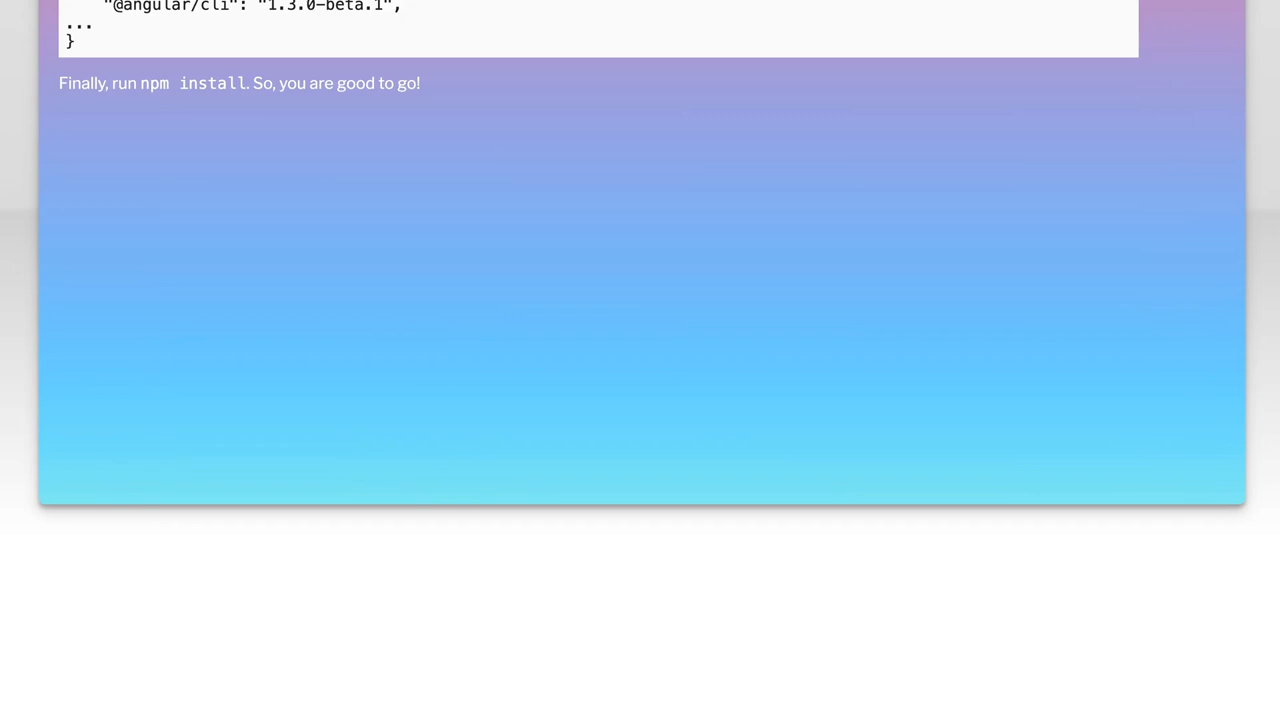 "@angular/cli": "1.3.0-beta.1",
...
}
Finally, run npm install. So, you are good to go!